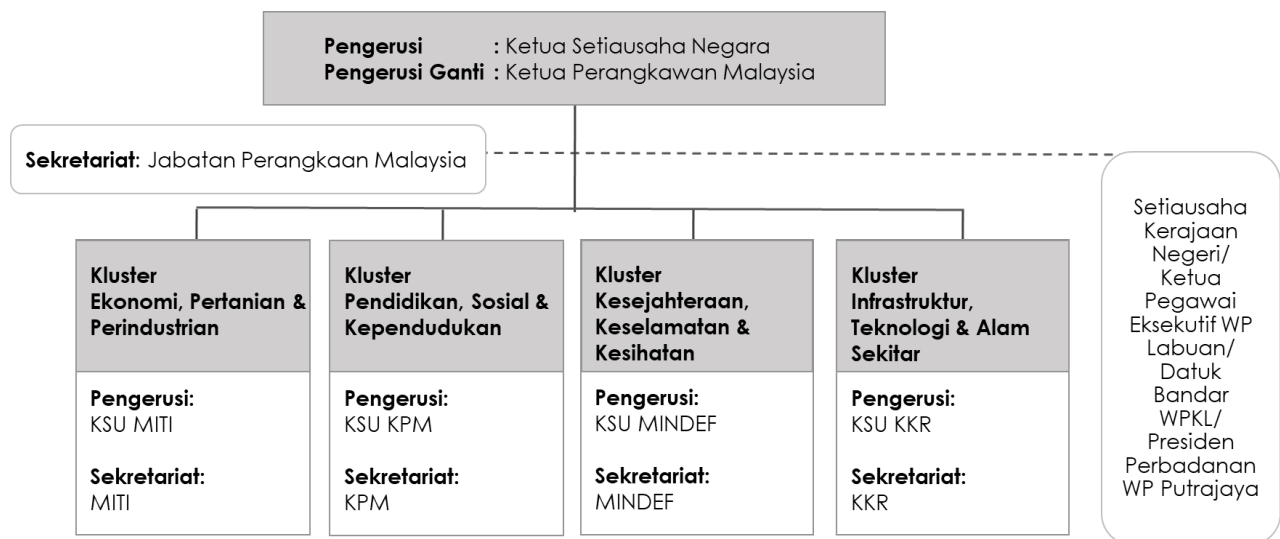 Pengerusi : Ketua Setiausaha Negara
Pengerusi Ganti : Ketua Perangkawan Malaysia
Sekretariat: Jabatan Perangkaan Malaysia
Setiausaha
Kerajaan
Negeri/
Ketua
Pegawai
Eksekutif WP
Labuan/
Datuk
Bandar
WPKL/
Presiden
Perbadanan
WP Putrajaya
Kluster
Ekonomi, Pertanian &
Perindustrian
Pengerusi:
KSU MITI
Sekretariat:
MITI
Kluster
Pendidikan, Sosial &
Kependudukan
Pengerusi:
KSU KPM
Sekretariat:
KPM
Kluster
Kesejahteraan,
Keselamatan &
Kesihatan
Pengerusi:
KSU MINDEF
Sekretariat:
MINDEF
Kluster
Infrastruktur,
Teknologi & Alam
Sekitar
Pengerusi:
KSU KKR
Sekretariat:
KKR